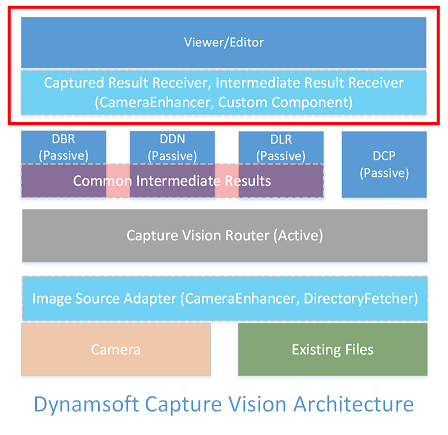 Viewer/Editor
Captured Result Receiver, Intermediate Result Receiver
(CameraEnhancer, Custom Component)
DBR
(Passive)
DDN
(Passive)
DLR
(Passive)
DCP
(Passive)
Common Intermediate Results
Capture Vision Router (Active)
Image Source Adapter (CameraEnhancer, DirectoryFetcher)
Camera
Existing Files
Dynamsoft Capture Vision Architecture